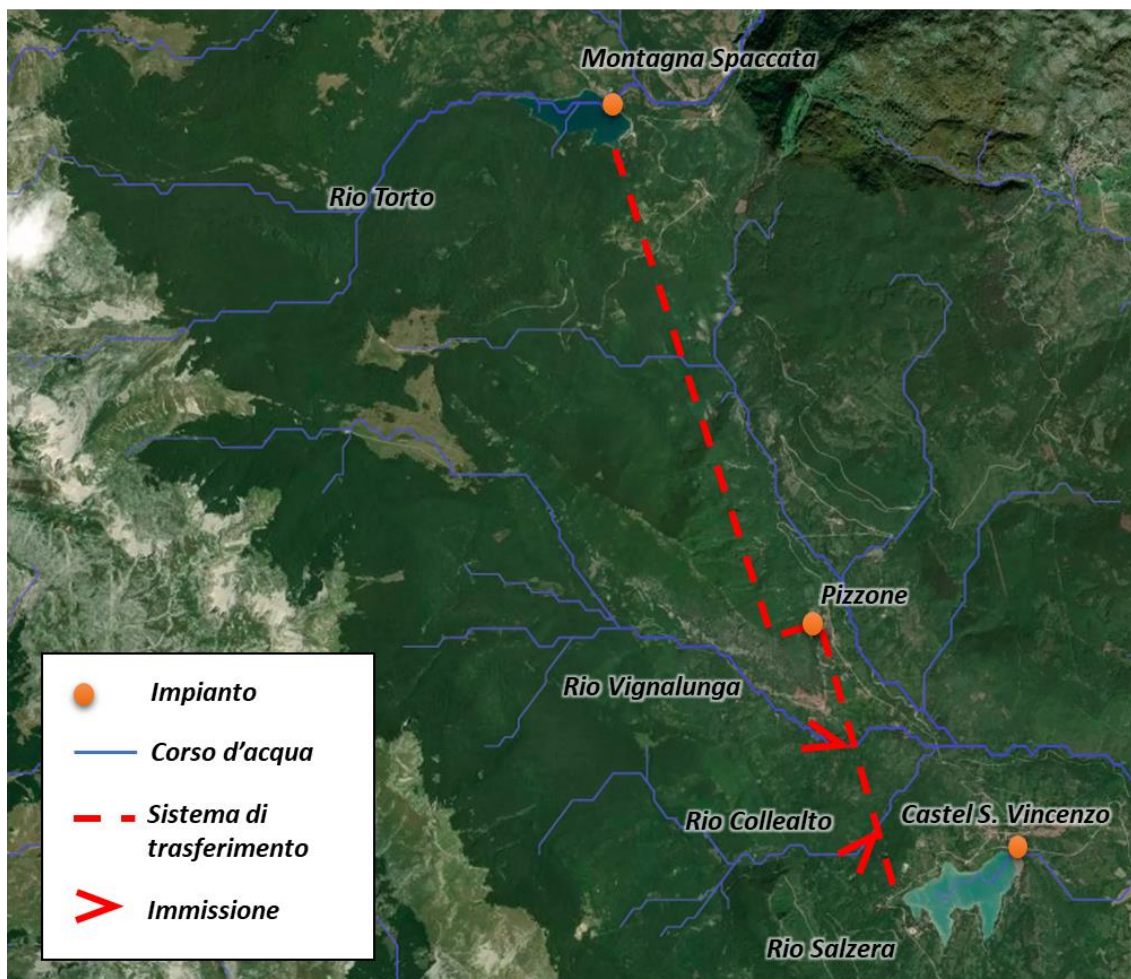 Montagna Spaccata
Rio Torto
Pizzone
Rio Vignalunga
Rio Collealto
Castel S. Vincenzo
Rio Salzera
Impianto
Corso d'acqua
Sistema di
trasferimento
Immissione